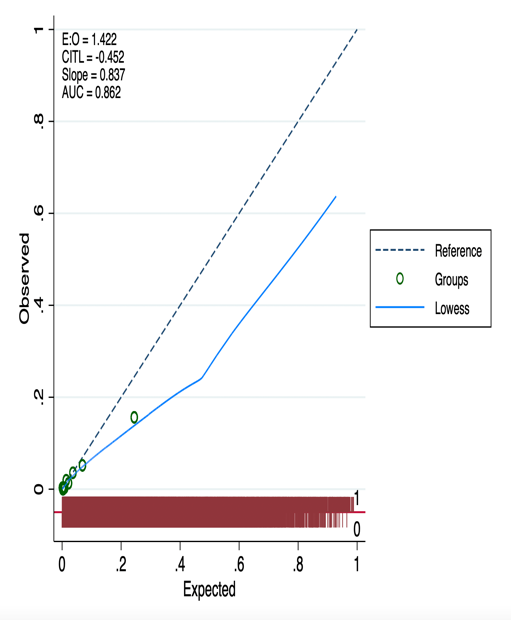 E:O = 1.422
CITL = -0.452
Slope = 0.837
AUC = 0.862
1
.8
.6
.4
.2
0
Observed
Reference
Groups
Lowess
1
0
0
.2
.4
.6
.8
1
Expected